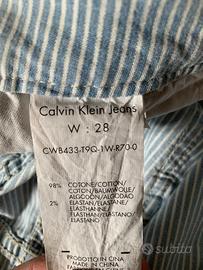 Calvin Klein Jeans
W : 28
CWB433-T9Q-1W-R70-0
98% COTONE/COTTON/
COTON/BAUMWOLLE/
ALGODON/ALGODÃO
2% ELASTAN/ELASTANE/
ELASTHANNE/
ELASTHAN/ELASTANO/
ELASTANO
PRODOTTO IN CINA
MADE IN CHINA
subito